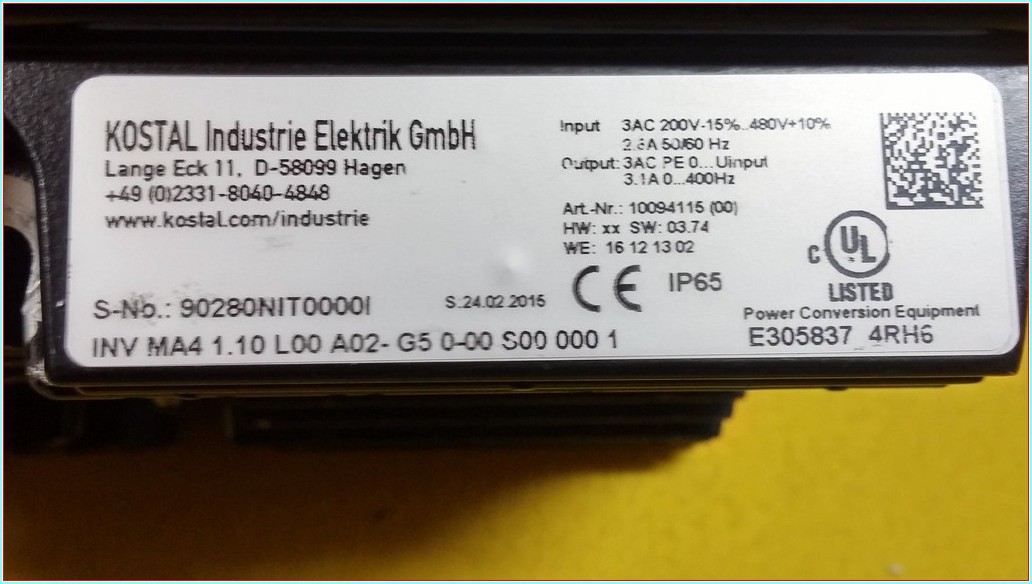 KOSTAL Industrie Elektrik GmbH
Lange Eck 11, D-58099 Hagen
+49 (0)2331-8040-4848
www.kostal.com/industrie
Input 3AC 200V-15%..480V+10%
50/60 Hz
Output: 3AC PE 0...Uinput
3.1A 0...400Hz
Art.-Nr.: 10094115 (00)
HW: xx SW: 03.74
WE: 16 12 13 02
CE IP65
C UL
LISTED
Power Conversion Equipment
E305837 4RH6
S-No.: 90280NIT0000I
S.24.02 2015
INV MA4 1.10 L00 A02- G5 0-00 S00 000 1